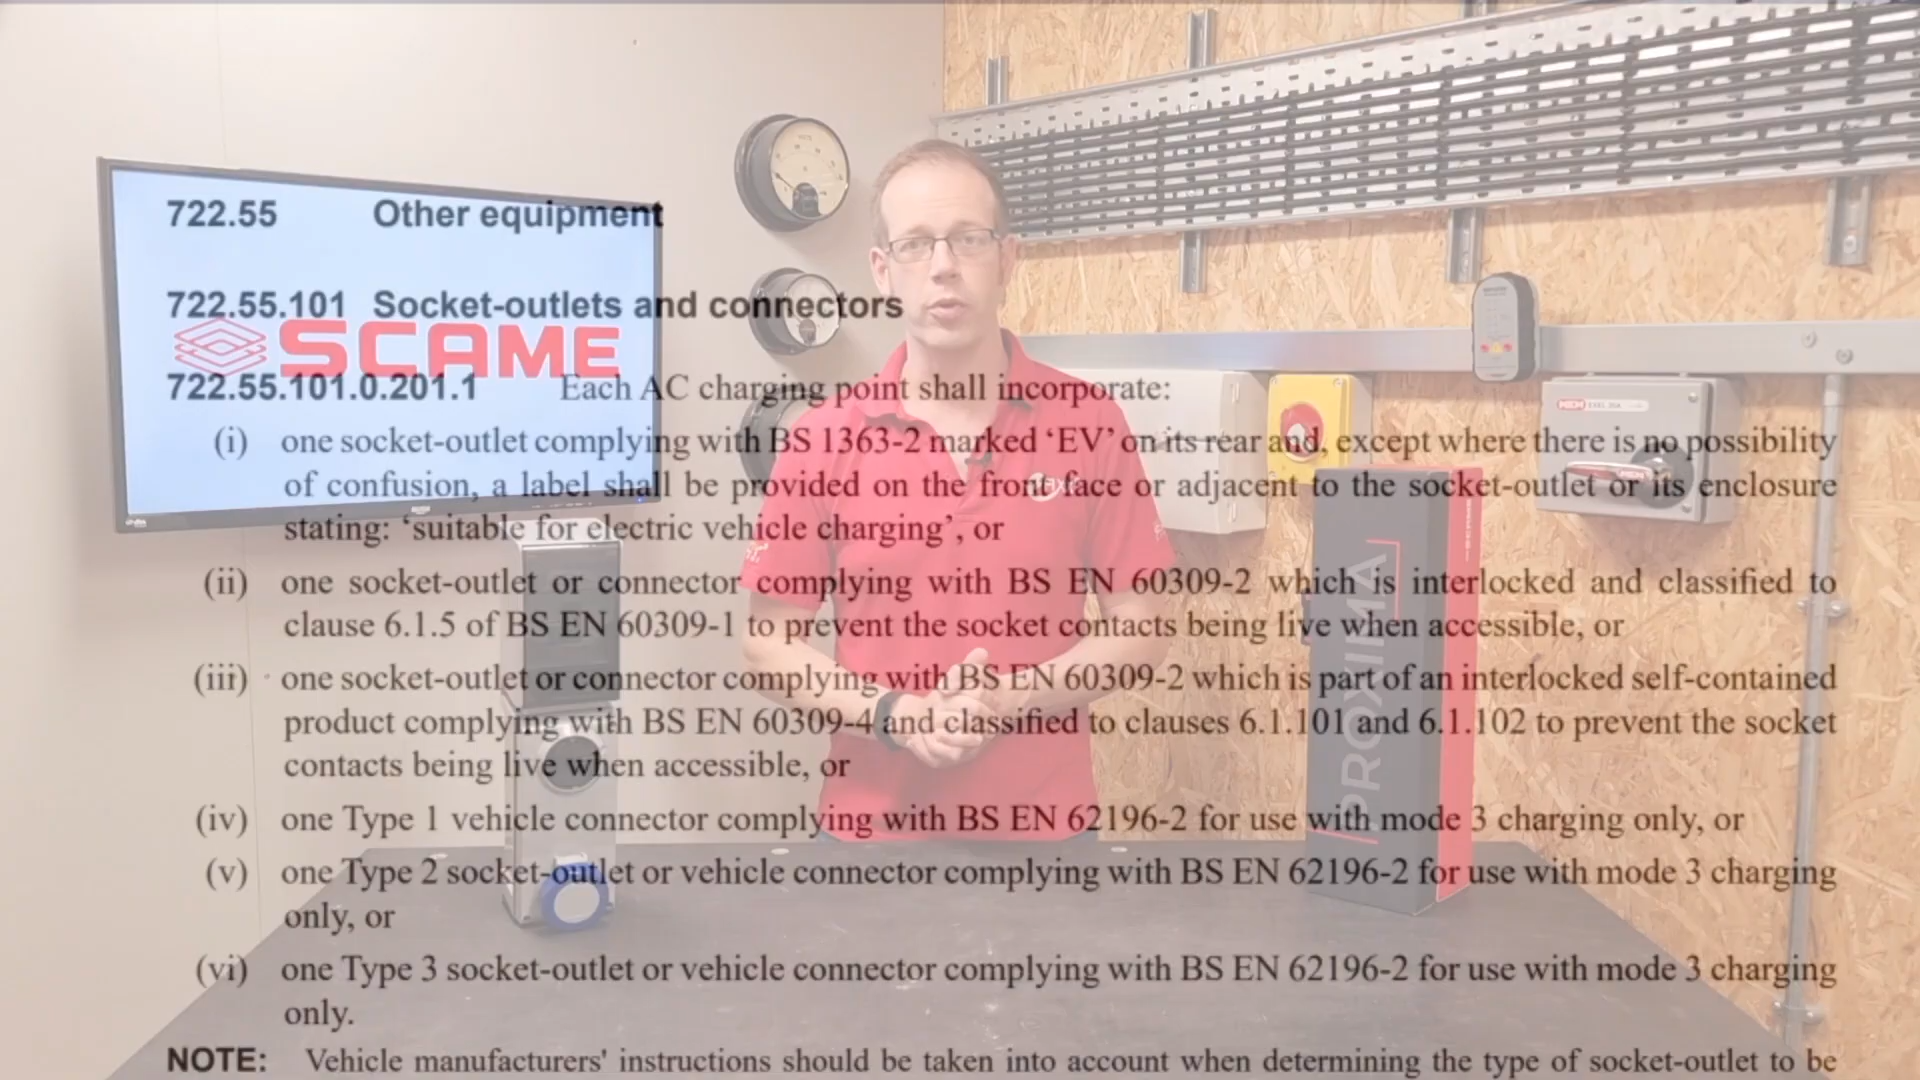 722.55 Other equipment
722.55.101 Socket-outlets and connectors
SCAME
722.55.101.0.201.1 Each AC charging point shall incorporate:
(i) one socket-outlet complying with BS 1363-2 marked ‘EV’ on its rear and, except where there is no possibility
of confusion, a label shall be provided on the front face or adjacent to the socket-outlet or its enclosure
stating: ‘suitable for electric vehicle charging’, or
(ii) one socket-outlet or connector complying with BS EN 60309-2 which is interlocked and classified to
clause 6.1.5 of BS EN 60309-1 to prevent the socket contacts being live when accessible, or
(iii) one socket-outlet or connector complying with BS EN 60309-2 which is part of an interlocked self-contained
product complying with BS EN 60309-4 and classified to clauses 6.1.101 and 6.1.102 to prevent the socket
contacts being live when accessible, or
(iv) one Type 1 vehicle connector complying with BS EN 62196-2 for use with mode 3 charging only, or
(v) one Type 2 socket-outlet or vehicle connector complying with BS EN 62196-2 for use with mode 3 charging
only, or
(vi) one Type 3 socket-outlet or vehicle connector complying with BS EN 62196-2 for use with mode 3 charging
only.
NOTE: Vehicle manufacturers' instructions should be taken into account when determining the type of socket-outlet to be
PROXIMA
MEM